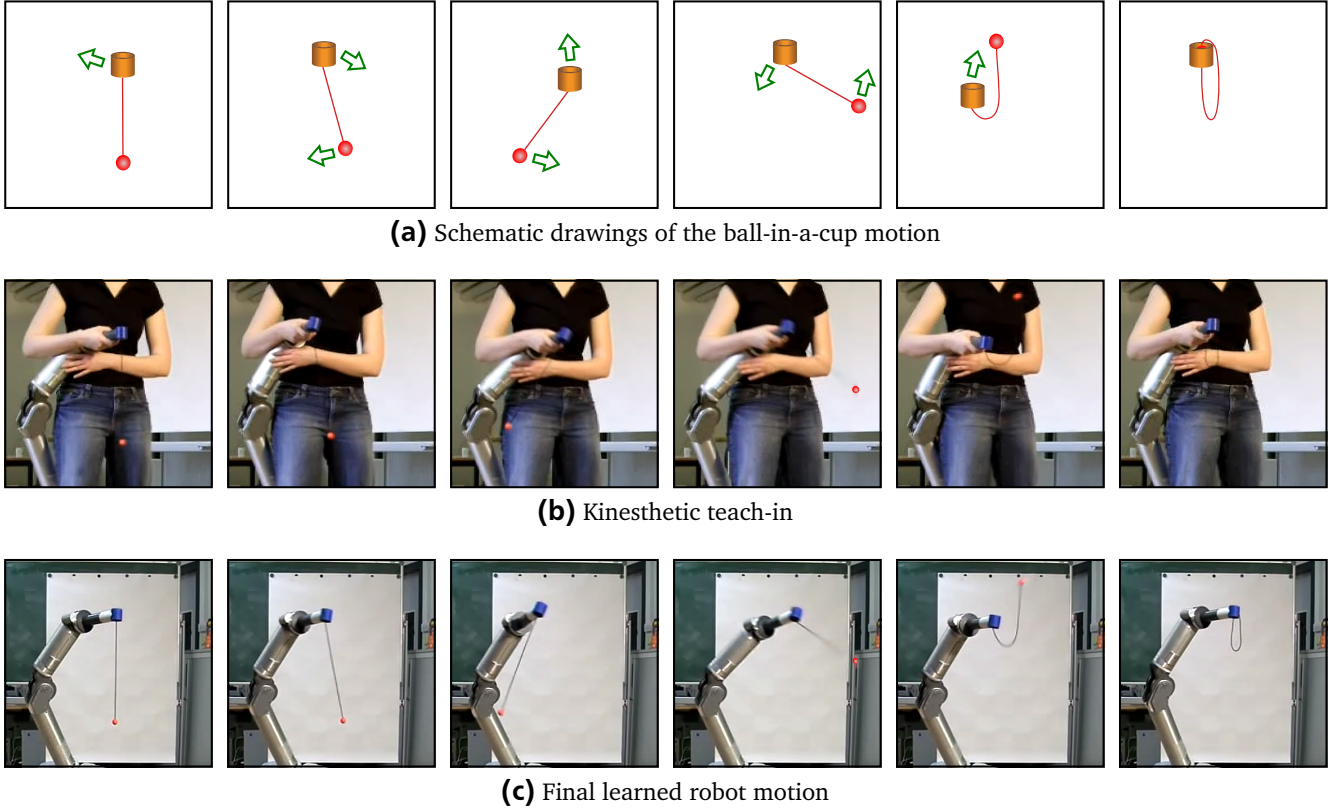 (a) Schematic drawings of the ball-in-a-cup motion
(b) Kinesthetic teach-in
(c) Final learned robot motion